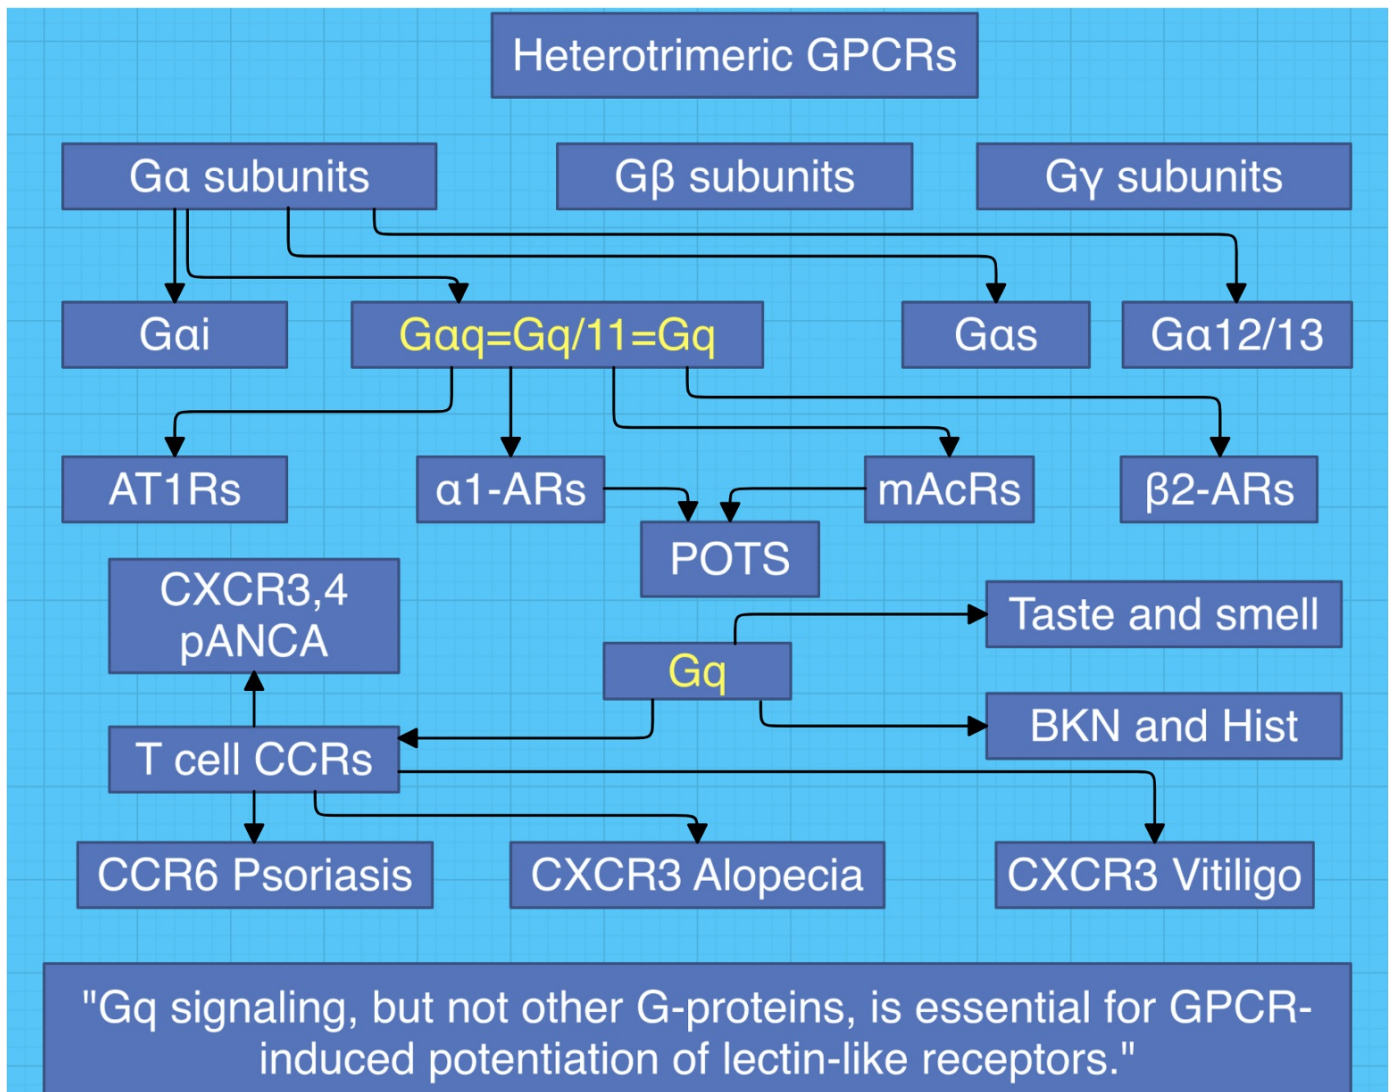 Heterotrimeric GPCRs
Gα subunits
Gβ subunits
Gγ subunits
Gαi
Gαq=Gq/11=Gq
Gαs
Gα12/13
AT1Rs
α1-ARs
mAcRs
β2-ARs
POTS
CXCR3,4
pANCA
Taste and smell
Gq
BKN and Hist
T cell CCRs
CCR6 Psoriasis
CXCR3 Alopecia
CXCR3 Vitiligo
"Gq signaling, but not other G-proteins, is essential for GPCR-
induced potentiation of lectin-like receptors."